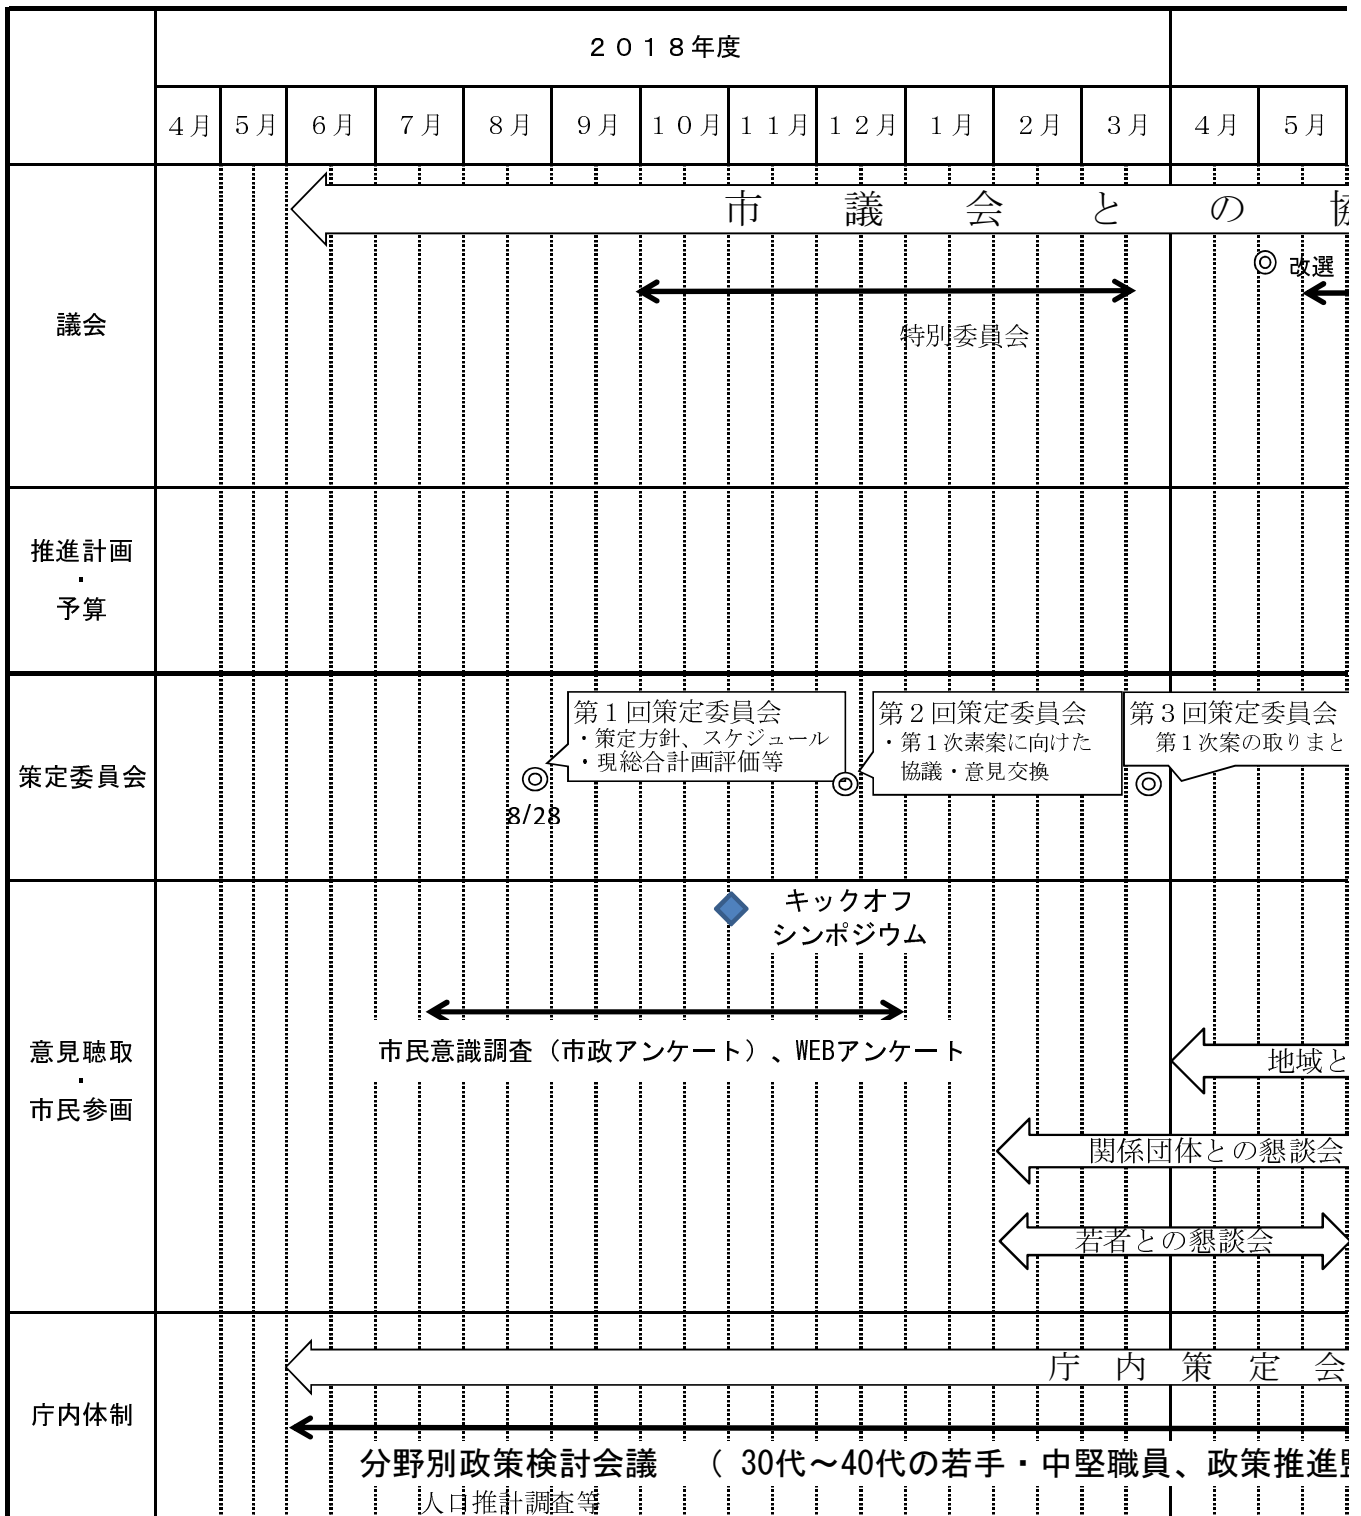 ２０１８年度
４月 ５月 ６月 ７月 ８月 ９月 １０月 １１月 １２月 １月 ２月 ３月 ４月 ５月
市議会との
◎ 改選
議会
特別委員会
推進計画
・
予算
策定委員会
第１回策定委員会
・策定方針、スケジュール
・現総合計画評価等
◎
8/28
第２回策定委員会
・第１次素案に向けた
協議・意見交換
◎
第３回策定委員会
第１次案の取りまと
◎
意見聴取
・
市民参画
キックオフ
シンポジウム
市民意識調査（市政アンケート）、WEBアンケート
地域と
関係団体との懇談会
若者との懇談会
庁内体制
庁内策定会
分野別政策検討会議　（ 30代～40代の若手・中堅職員、政策推進
人口推計調査等